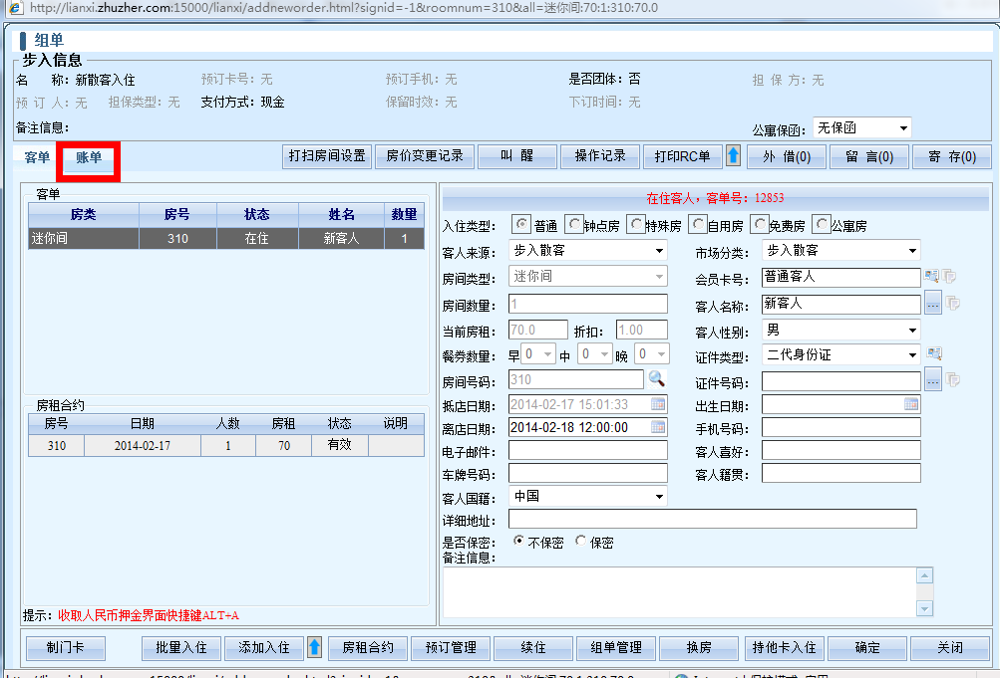 http://lianxi.zhuzher.com:15000/lianxi/addneworder.html?signid=-1&roomnum=310&all=迷你间:70:1:310:70.0
组单
步入信息
名 称: 新散客入住 预订卡号: 无 预订手机: 无 是否团体: 否 担 保 方: 无
预 订 人: 无 担保类型: 无 支付方式: 现金 保留时效: 无 下订时间: 无
备注信息:
公寓保函: 无保函
客单 账单 打扫房间设置 房价变更记录 叫 醒 操作记录 打印RC单 外 借(0) 留 言(0) 寄 存(0)
客单
房类 房号 状态 姓名 数量
迷你间 310 在住 新客人 1
房租合约
房号 日期 人数 房租 状态 说明
310 2014-02-17 1 70 有效
提示: 收取人民币押金界面快捷键ALT+A
在住客人, 客单号: 12853
入住类型: 普通 钟点房 特殊房 自用房 免费房 公寓房
客人来源: 步入散客 市场分类: 步入散客
房间类型: 迷你间 会员卡号: 普通客人
房间数量: 1 客人名称: 新客人
当前房租: 70.0 折扣: 1.00 客人性别: 男
餐券数量: 早 0 中 0 晚 0 证件类型: 二代身份证
房间号码: 310 证件号码:
抵店日期: 2014-02-17 15:01:33 出生日期:
离店日期: 2014-02-18 12:00:00 手机号码:
电子邮件: 客人喜好:
车牌号码: 客人籍贯:
客人国籍: 中国
详细地址:
是否保密: 不保密 保密
备注信息:
制门卡 批量入住 添加入住 房租合约 预订管理 续住 组单管理 换房 持他卡入住 确定 关闭